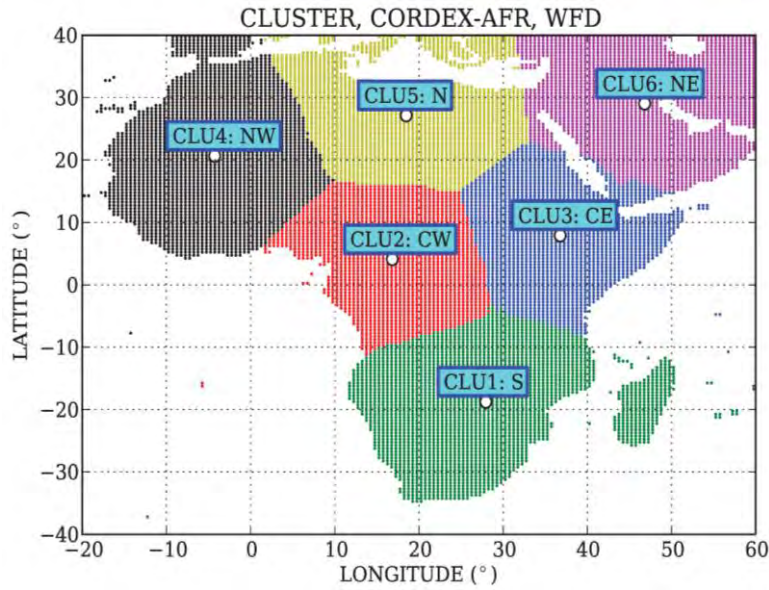 CLUSTER, CORDEX-AFR, WFD
40
30
20
10
0
−10
−20
−30
−40
LATITUDE (°)
CLU6: NE
CLU5: N
CLU4: NW
CLU3: CE
CLU2: CW
CLU1: S
−20 −10 0 10 20 30 40 50 60
LONGITUDE (°)